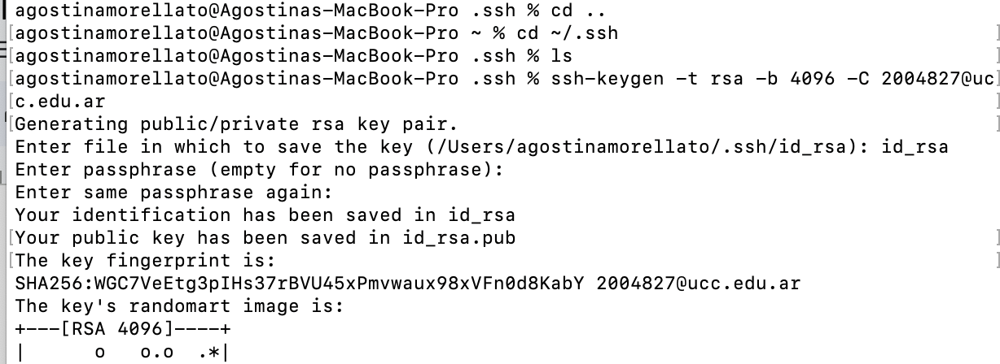 agostinamorellato@Agostinas-MacBook-Pro .ssh % cd ..
[agostinamorellato@Agostinas-MacBook-Pro ~ % cd ~/.ssh ]
[agostinamorellato@Agostinas-MacBook-Pro .ssh % ls ]
[agostinamorellato@Agostinas-MacBook-Pro .ssh % ssh-keygen -t rsa -b 4096 -C 2004827@uc]
[c.edu.ar ]
[Generating public/private rsa key pair. ]
Enter file in which to save the key (/Users/agostinamorellato/.ssh/id_rsa): id_rsa
Enter passphrase (empty for no passphrase):
Enter same passphrase again:
Your identification has been saved in id_rsa
[Your public key has been saved in id_rsa.pub ]
[The key fingerprint is: ]
SHA256:WGC7VeEtg3pIHs37rBVU45xPmvwaux98xVFn0d8KabY 2004827@ucc.edu.ar
The key's randomart image is:
+---[RSA 4096]----+
|      o   o.o  .*|